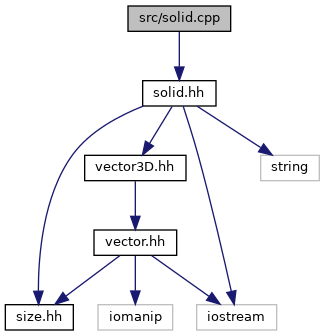 src/solid.cpp
solid.hh
vector3D.hh
string
vector.hh
size.hh
iomanip
iostream